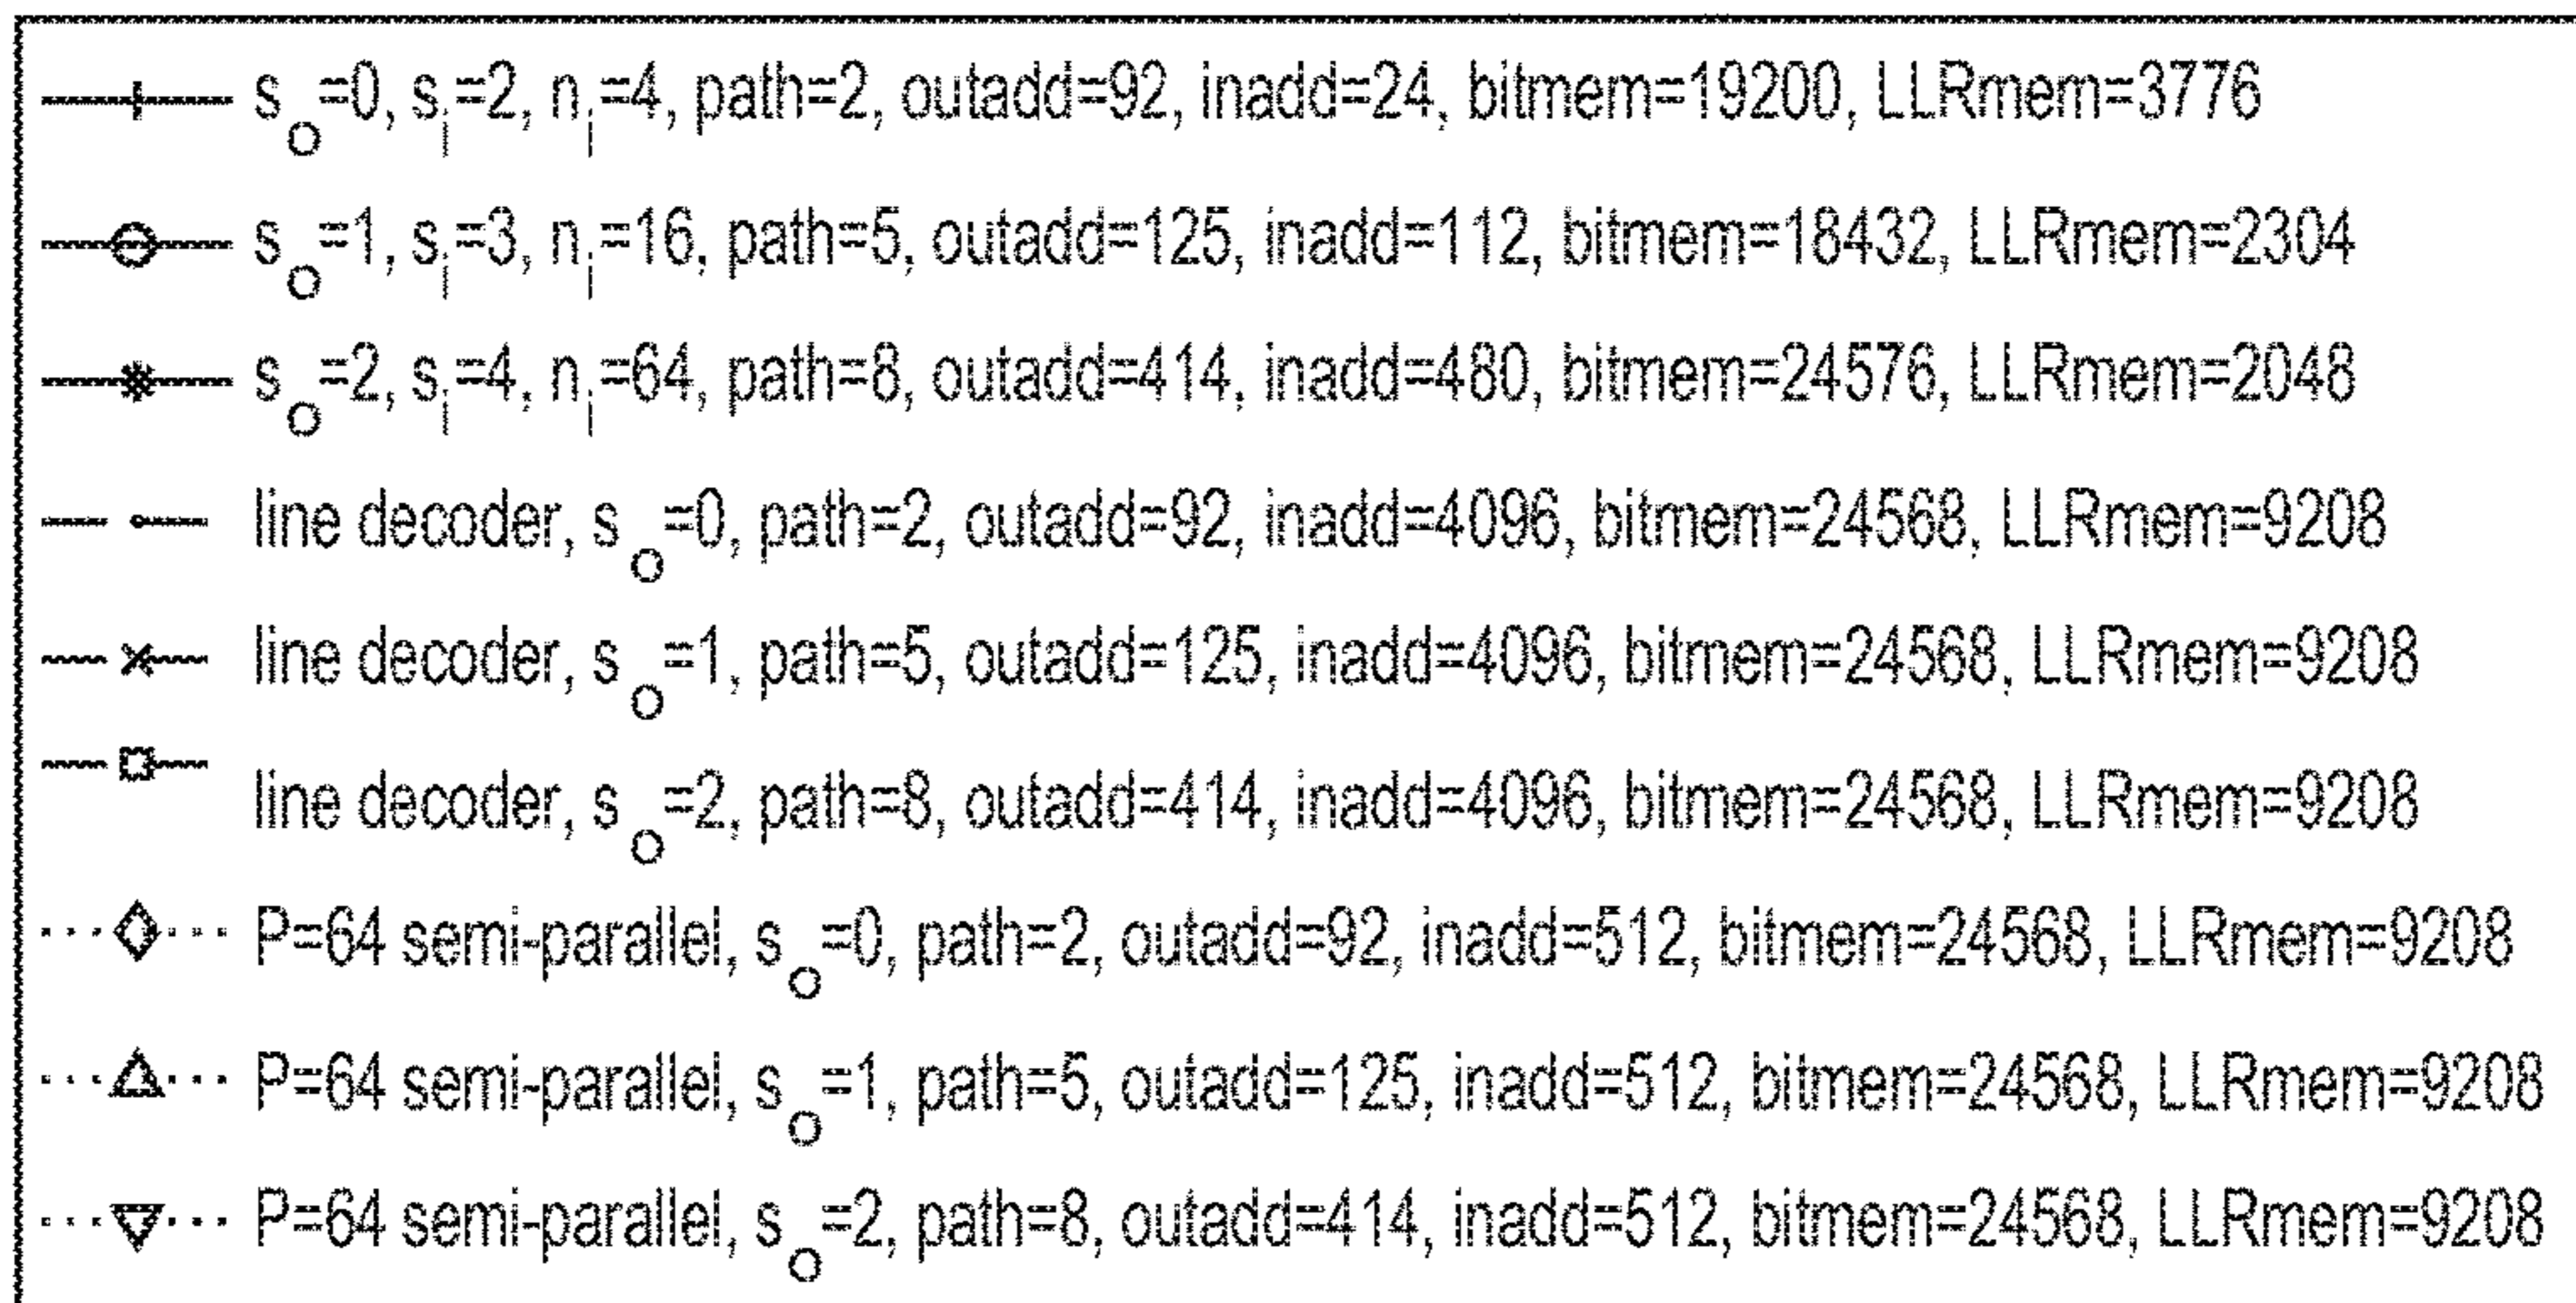 s_o=0, s_i=2, n_i=4, path=2, outadd=92, inadd=24, bitmem=19200, LLRmem=3776
s_o=1, s_i=3, n_i=16, path=5, outadd=125, inadd=112, bitmem=18432, LLRmem=2304
s_o=2, s_i=4, n_i=64, path=8, outadd=414, inadd=480, bitmem=24576, LLRmem=2048
line decoder, s_o=0, path=2, outadd=92, inadd=4096, bitmem=24568, LLRmem=9208
line decoder, s_o=1, path=5, outadd=125, inadd=4096, bitmem=24568, LLRmem=9208
line decoder, s_o=2, path=8, outadd=414, inadd=4096, bitmem=24568, LLRmem=9208
P=64 semi-parallel, s_o=0, path=2, outadd=92, inadd=512, bitmem=24568, LLRmem=9208
P=64 semi-parallel, s_o=1, path=5, outadd=125, inadd=512, bitmem=24568, LLRmem=9208
P=64 semi-parallel, s_o=2, path=8, outadd=414, inadd=512, bitmem=24568, LLRmem=9208